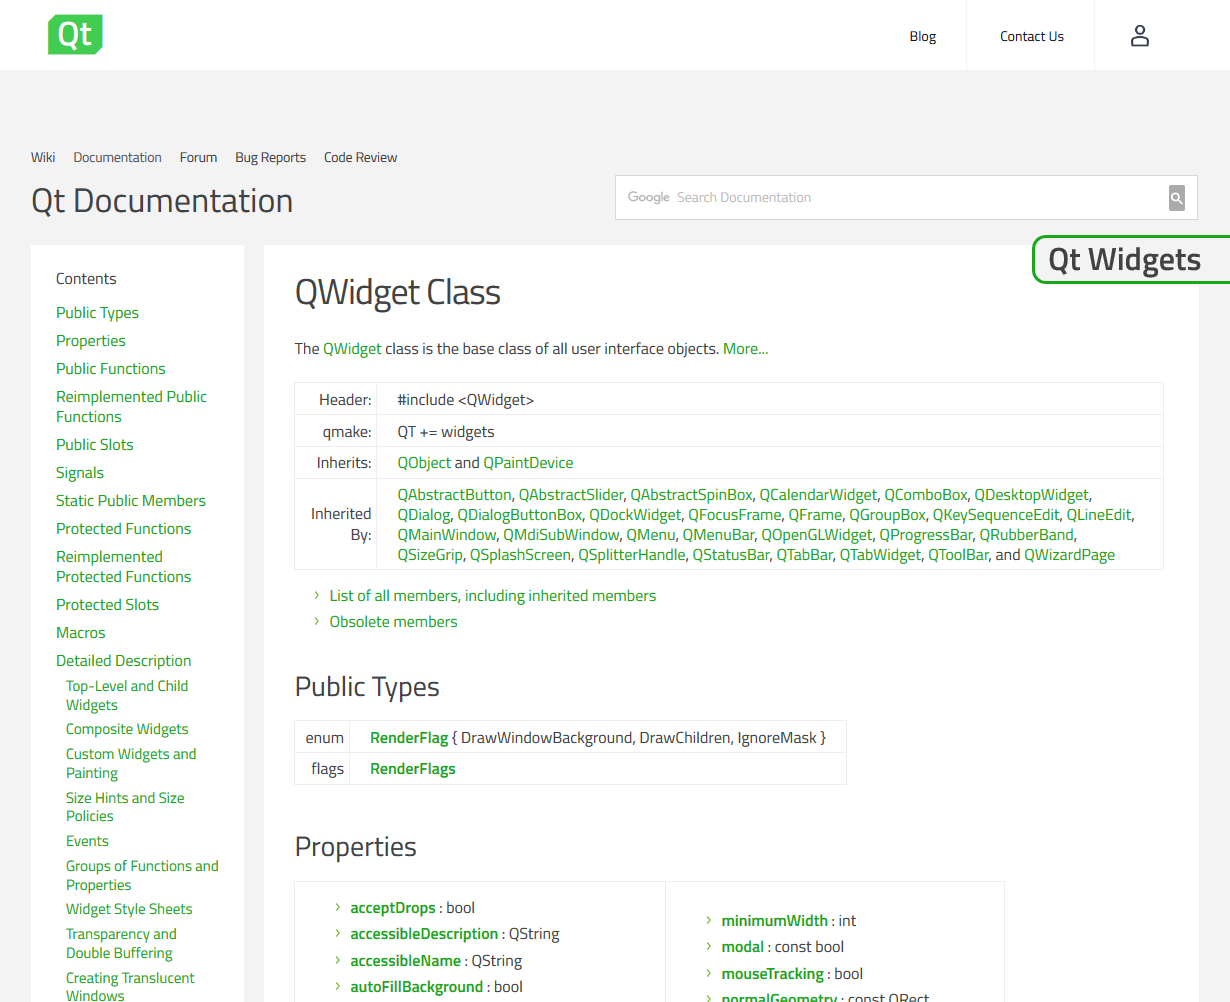 Qt
Blog
Contact Us
Wiki
Documentation
Forum
Bug Reports
Code Review
Qt Documentation
Google Search Documentation
Qt Widgets
Contents
Public Types
Properties
Public Functions
Reimplemented Public
Functions
Public Slots
Signals
Static Public Members
Protected Functions
Reimplemented
Protected Functions
Protected Slots
Macros
Detailed Description
Top-Level and Child
Widgets
Composite Widgets
Custom Widgets and
Painting
Size Hints and Size
Policies
Events
Groups of Functions and
Properties
Widget Style Sheets
Transparency and
Double Buffering
Creating Translucent
Windows
QWidget Class
The QWidget class is the base class of all user interface objects. More...
Header: #include <QWidget>
qmake: QT += widgets
Inherits: QObject and QPaintDevice
Inherited
By:
QAbstractButton, QAbstractSlider, QAbstractSpinBox, QCalendarWidget, QComboBox, QDesktopWidget,
QDialog, QDialogButtonBox, QDockWidget, QFocusFrame, QFrame, QGroupBox, QKeySequenceEdit, QLineEdit,
QMainWindow, QMdiSubWindow, QMenu, QMenuBar, QOpenGLWidget, QProgressBar, QRubberBand,
QSizeGrip, QSplashScreen, QSplitterHandle, QStatusBar, QTabBar, QTabWidget, QToolBar, and QWizardPage
List of all members, including inherited members
Obsolete members
Public Types
enum RenderFlag { DrawWindowBackground, DrawChildren, IgnoreMask }
flags RenderFlags
Properties
acceptDrops : bool
accessibleDescription : QString
accessibleName : QString
autoFillBackground : bool
minimumWidth : int
modal : const bool
mouseTracking : bool
normalGeometry : const QRect